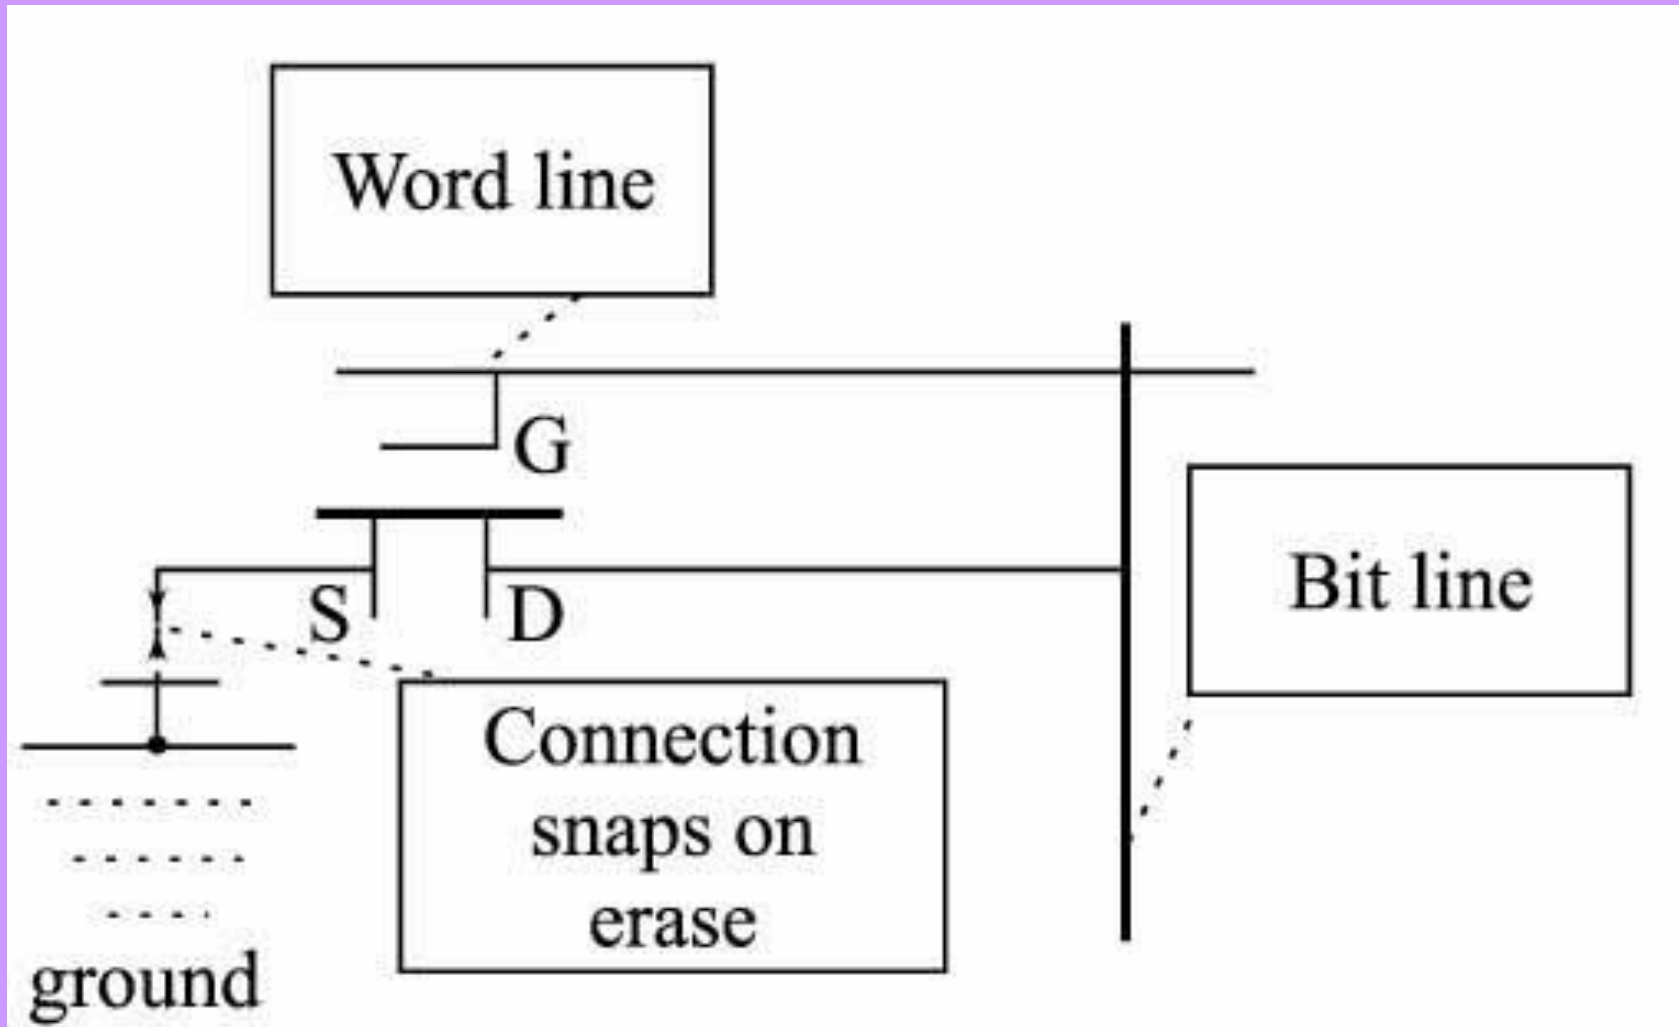 Word line
G
S
D
Bit line
Connection
snaps on
erase
ground